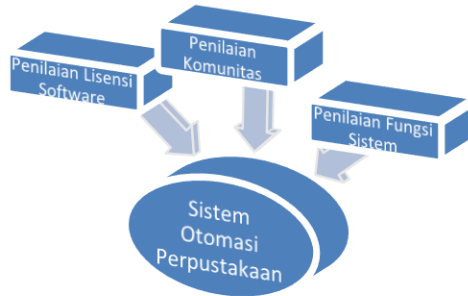 Penilaian Lisensi
Software
Penilaian
Komunitas
Penilaian Fungsi
Sistem
Sistem
Otomasi
Perpustakaan